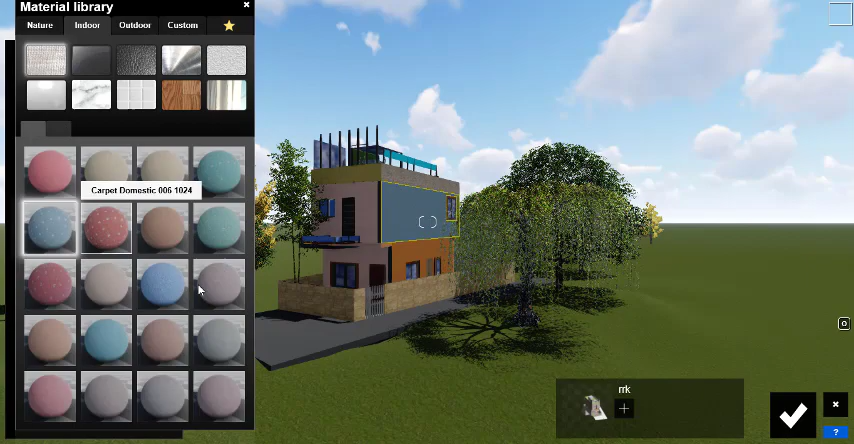 Material library
Nature Indoor Outdoor Custom
Carpet Domestic 006 1024
rrk
?